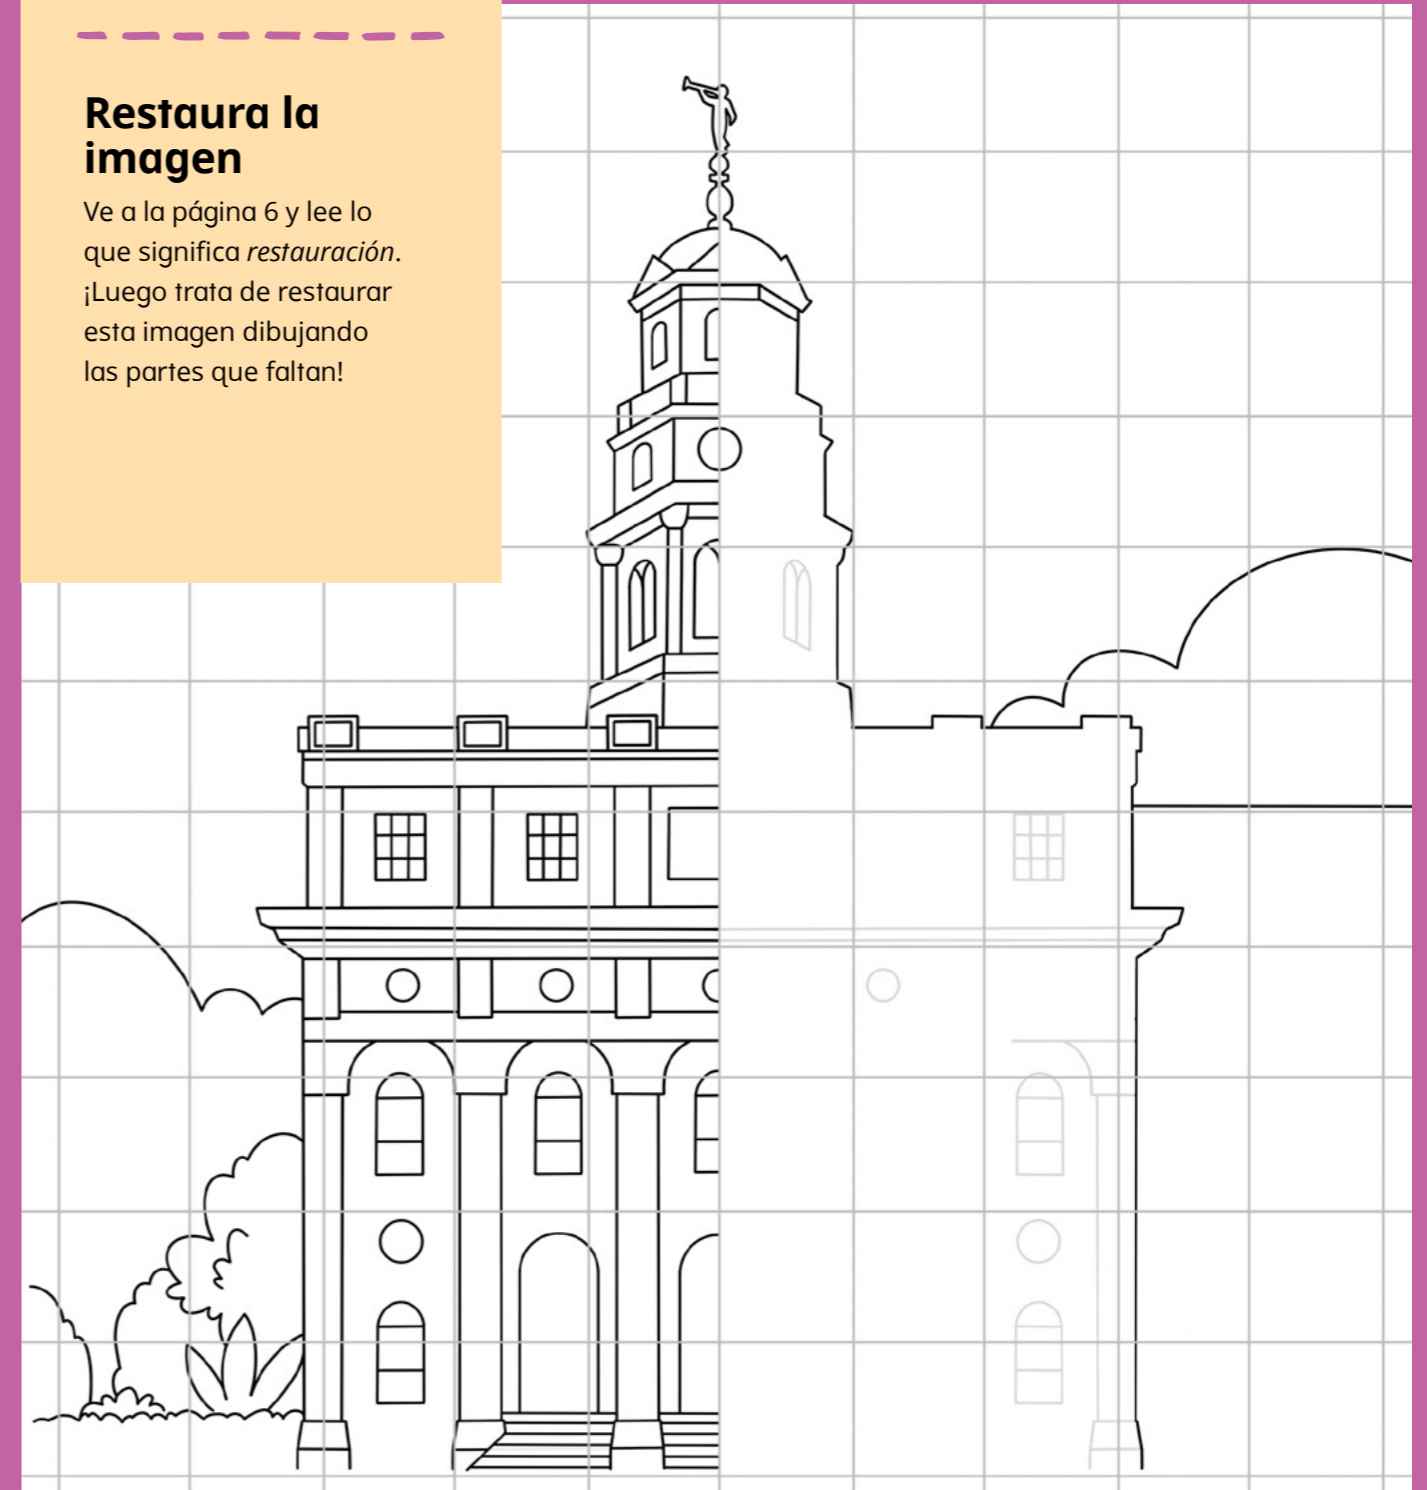 Restaura la
imagen
Ve a la página 6 y lee lo
que significa restauración.
¡Luego trata de restaurar
esta imagen dibujando
las partes que faltan!